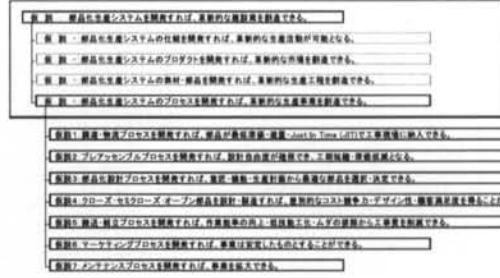 仮 説 ‥ 部品化生産システムを開発すれば、革新的な建設業を創造できる。
仮 説 ・ 部品化生産システムの仕組を開発すれば、革新的な生産活動が可能となる。
仮 説 ・ 部品化生産システムのプロダクトを開発すれば、革新的な市場を創造できる。
仮 説 ・ 部品化生産システムの素材・部品を開発すれば、革新的な生産工程を創造できる。
仮 説 ・ 部品化生産システムのプロセスを開発すれば、革新的な生産事業を創造できる。
仮説1:調達・物流プロセスを開発すれば、部品が最低原価・適量・Just In Time (JIT)で工事現場に納入できる。
仮説2:プレアッセンブルプロセスを開発すれば、設計自由度が確保でき、工期短縮・原価低減となる。
仮説3:部品化設計プロセスを開発すれば、意匠・機能・生産計画から最適な部品を選択・決定できる。
仮説4:クローズ・セミクローズ・オープン部品を設計・製造すれば、差別的なコスト競争力・デザイン性・顧客満足度を得ることが
仮説5:輸送・組立プロセスを開発すれば、作業能率の向上・低技能工化・ムダの排除から工事費を削減できる。
仮説6:マーケティングプロセスを開発すれば、事業は安定したものとすることができる。
仮説7:メンテナンスプロセスを開発すれば、事業を拡大できる。